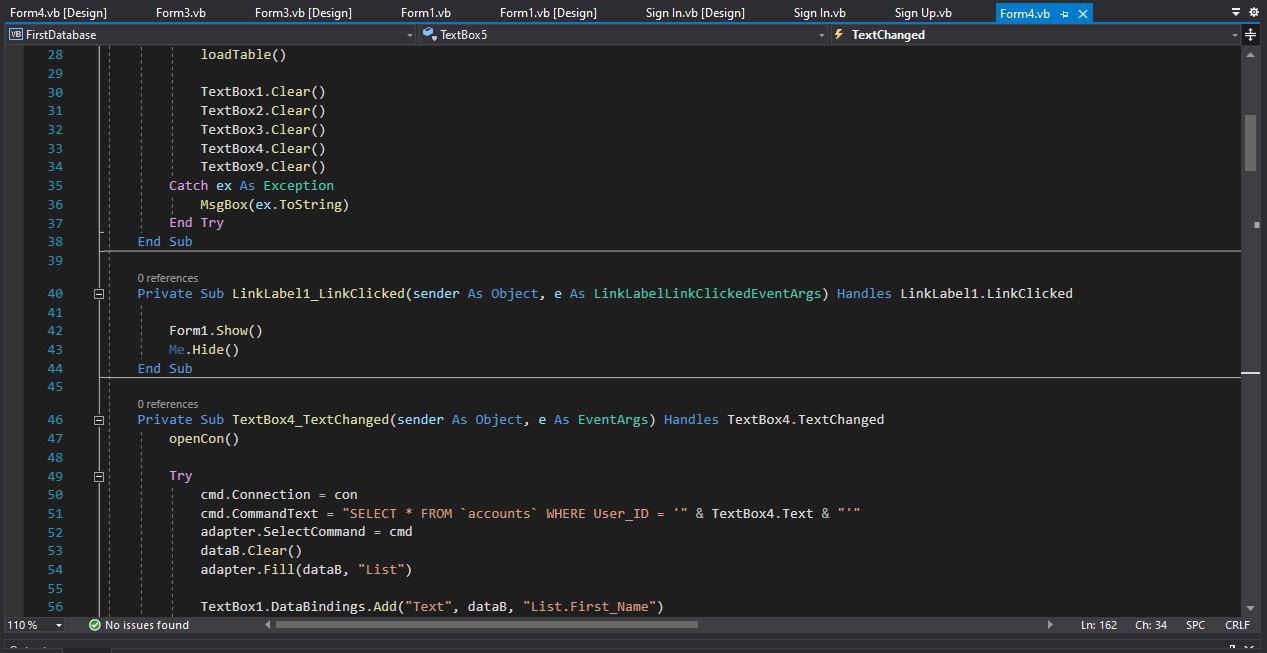 Form4.vb [Design] Form3.vb Form3.vb [Design] Form1.vb Form1.vb [Design] Sign In.vb [Design] Sign In.vb Sign Up.vb Form4.vb
VB FirstDatabase TextBox5 TextChanged
28 loadTable()
29
30 TextBox1.Clear()
31 TextBox2.Clear()
32 TextBox3.Clear()
33 TextBox4.Clear()
34 TextBox9.Clear()
35 Catch ex As Exception
36 MsgBox(ex.ToString)
37 End Try
38 End Sub
39
0 references
40 Private Sub LinkLabel1_LinkClicked(sender As Object, e As LinkLabelLinkClickedEventArgs) Handles LinkLabel1.LinkClicked
41
42 Form1.Show()
43 Me.Hide()
44 End Sub
45
0 references
46 Private Sub TextBox4_TextChanged(sender As Object, e As EventArgs) Handles TextBox4.TextChanged
47 openCon()
48
49 Try
50 cmd.Connection = con
51 cmd.CommandText = "SELECT * FROM `accounts` WHERE User_ID = '" & TextBox4.Text & "'"
52 adapter.SelectCommand = cmd
53 dataB.Clear()
54 adapter.Fill(dataB, "List")
55
56 TextBox1.DataBindings.Add("Text", dataB, "List.First_Name")
110 % No issues found Ln: 162 Ch: 34 SPC CRLF